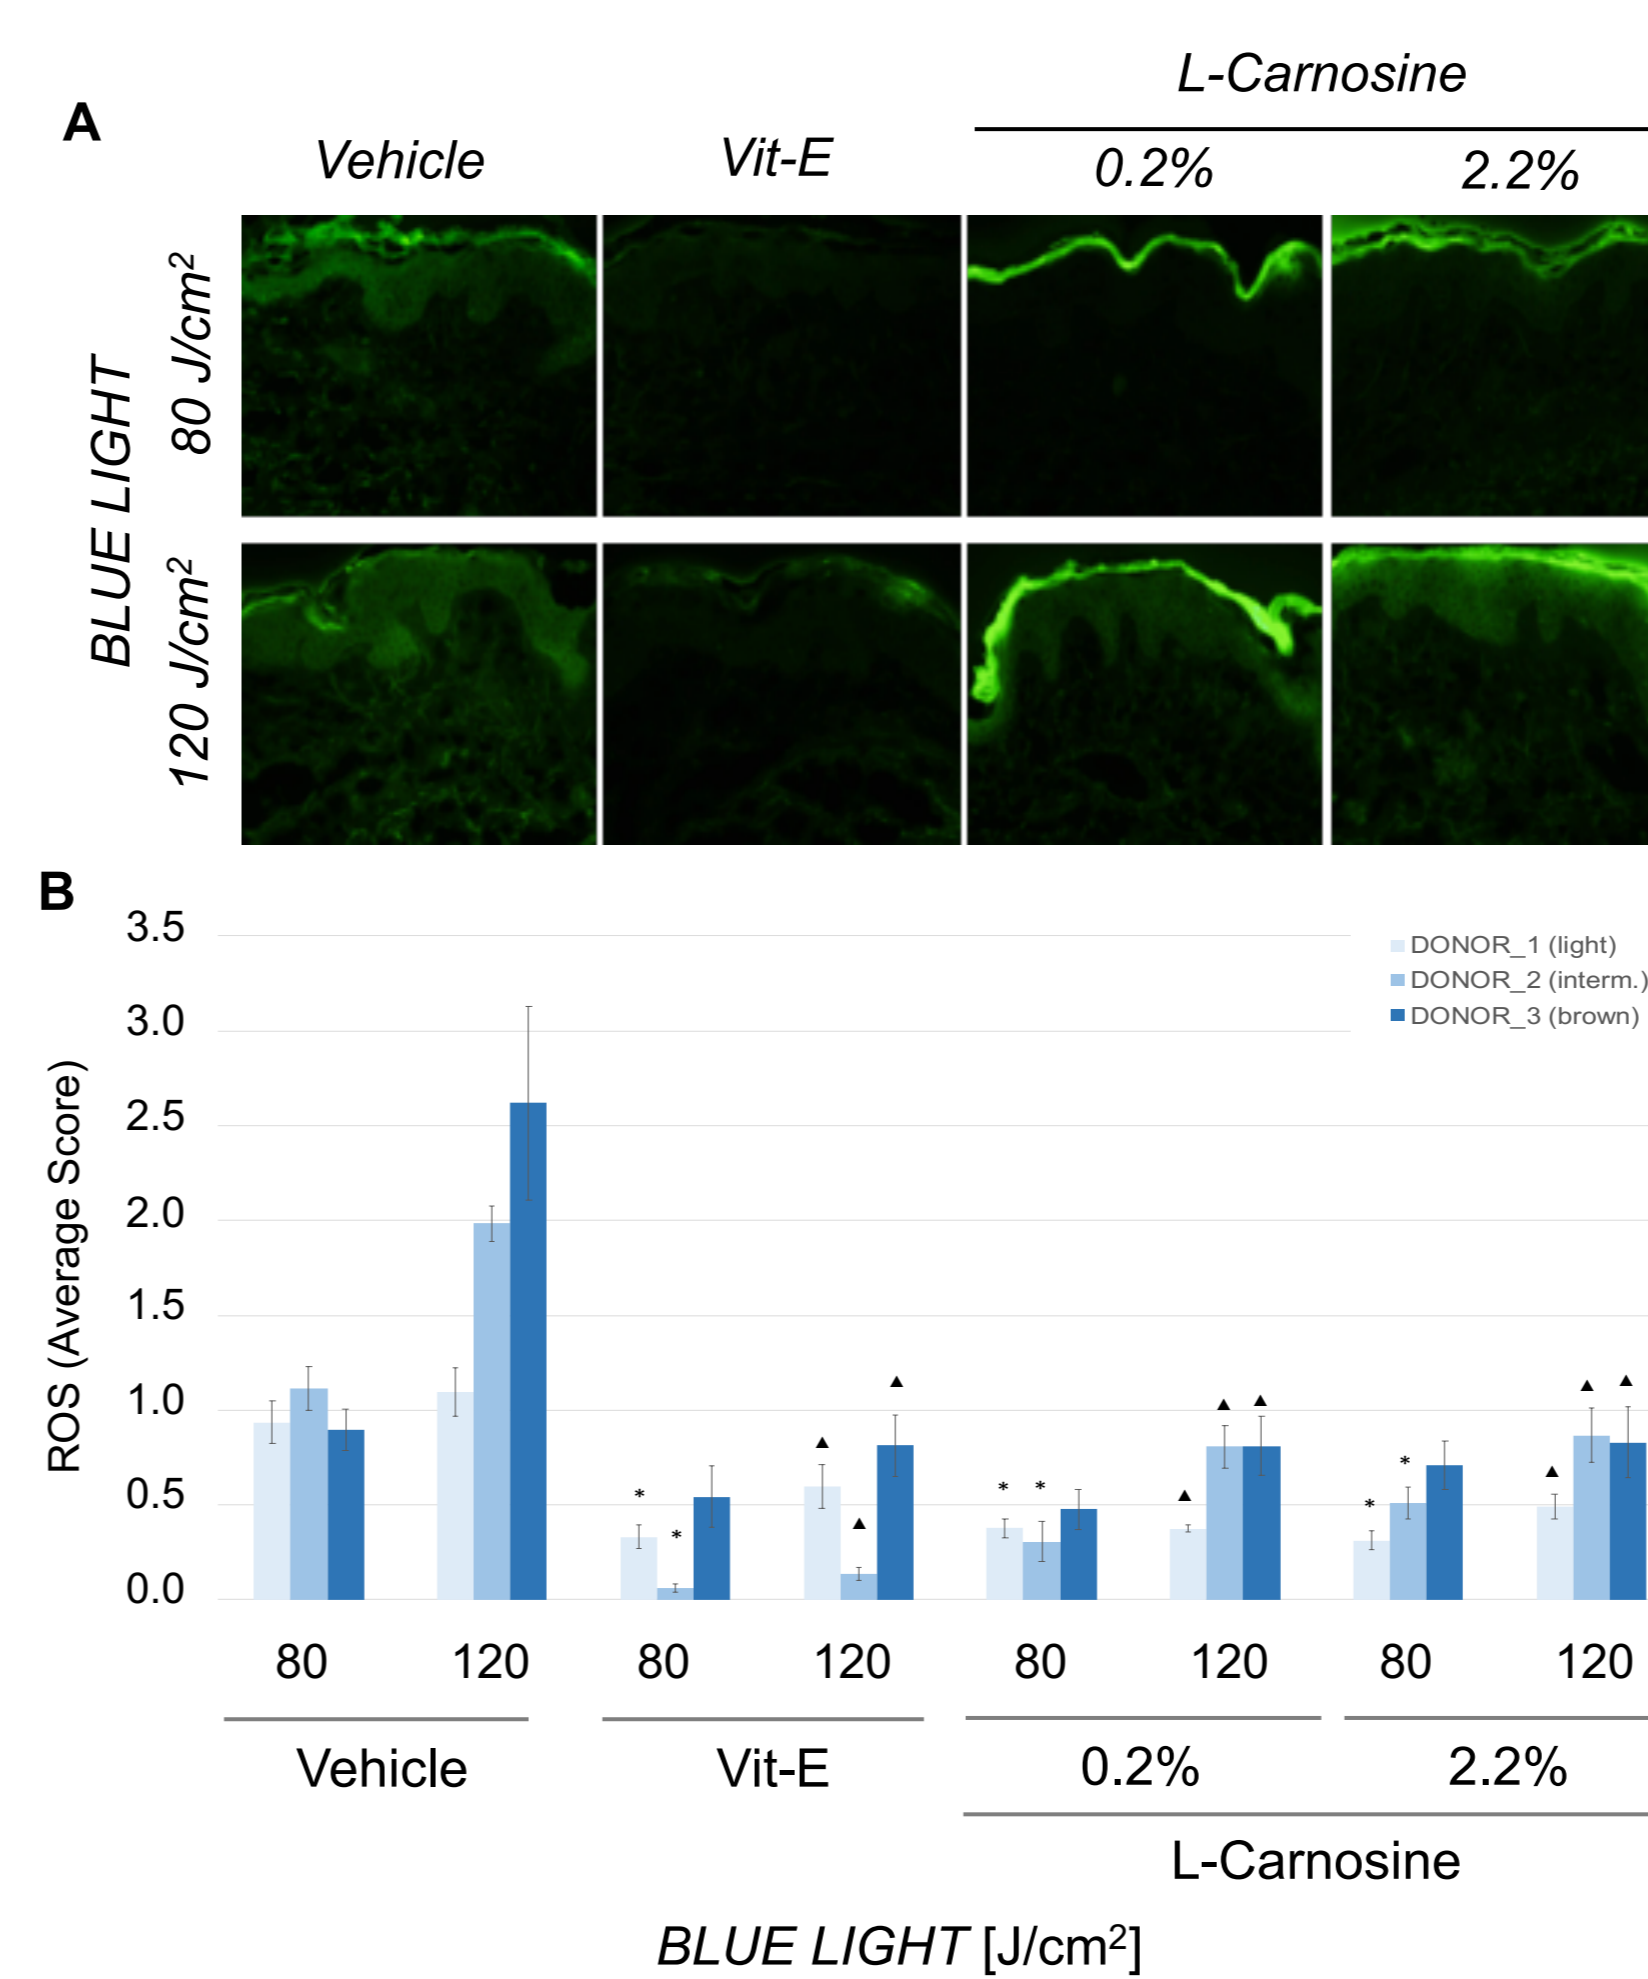 A
L-Carnosine
Vehicle
Vit-E
0.2%
2.2%
BLUE LIGHT
80 J/cm²
120 J/cm²
B
ROS (Average Score)
3.5
3.0
2.5
2.0
1.5
1.0
0.5
0.0
DONOR_1 (light)
DONOR_2 (interm.)
DONOR_3 (brown)
* * * * * *
▲ ▲ ▲ ▲ ▲ ▲ ▲ ▲ ▲
80 120 80 120 80 120 80 120
Vehicle
Vit-E
0.2%
2.2%
L-Carnosine
BLUE LIGHT [J/cm²]